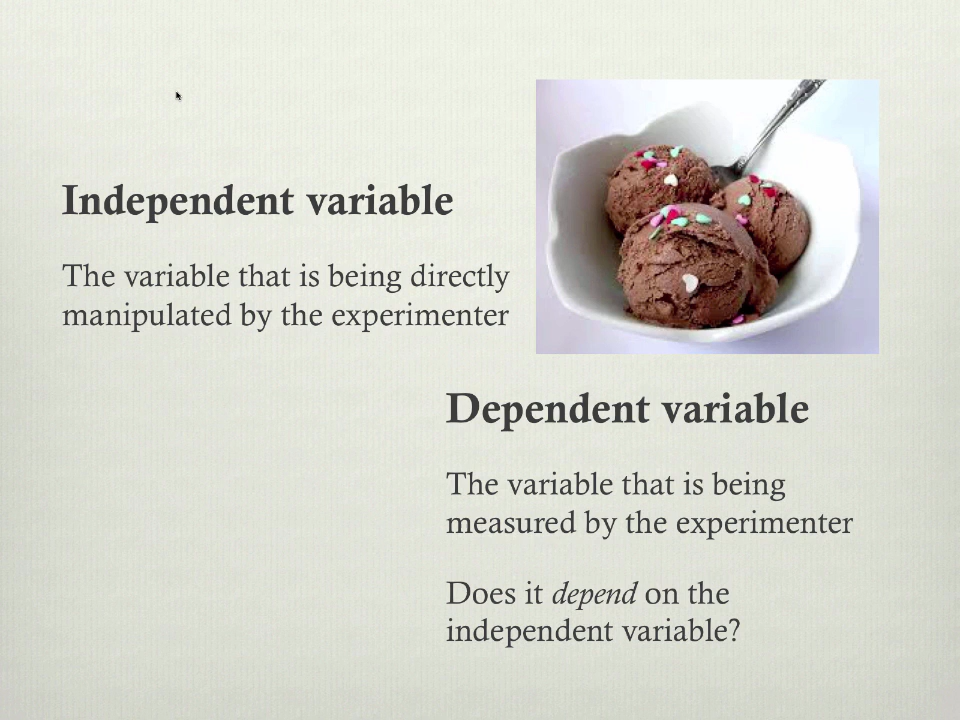 Independent variable
The variable that is being directly
manipulated by the experimenter
Dependent variable
The variable that is being
measured by the experimenter
Does it depend on the
independent variable?